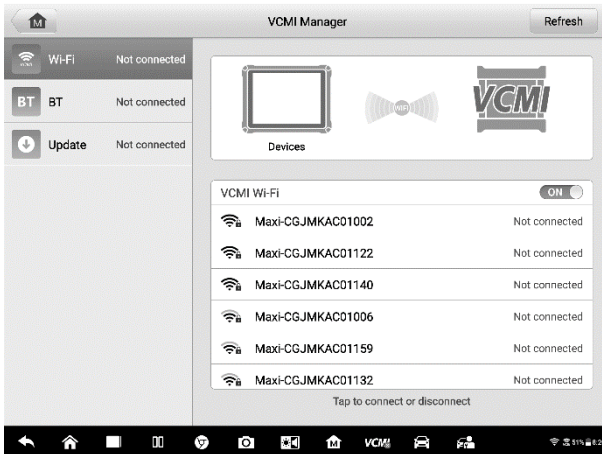 M
VCMI Manager
Refresh
Wi-Fi Not connected
BT BT Not connected
Update Not connected
WIFI
VCMI
Devices
VCMI Wi-Fi ON
Maxi-CGJMKAC01002 Not connected
Maxi-CGJMKAC01122 Not connected
Maxi-CGJMKAC01140 Not connected
Maxi-CGJMKAC01006 Not connected
Maxi-CGJMKAC01159 Not connected
Maxi-CGJMKAC01132 Not connected
Tap to connect or disconnect
M VCMI 51%